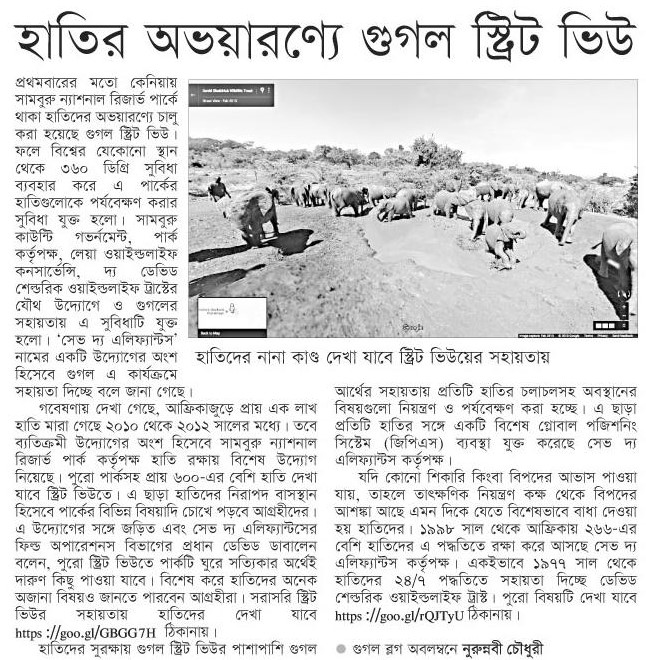 হাতির অভয়ারণ্যে গুগল স্ট্রিট ভিউ
প্রথমবারের মতো কেনিয়ায়
সামবুরু ন্যাশনাল রিজার্ভ পার্কে
থাকা হাতিদের অভয়ারণ্যে চালু
করা হয়েছে গুগল স্ট্রিট ভিউ।
ফলে বিশ্বের যেকোনো স্থান
থেকে ৩৬০ ডিগ্রি সুবিধা
ব্যবহার করে এ পার্কের
হাতিগুলোকে পর্যবেক্ষণ করার
সুবিধা যুক্ত হলো। সামবুরু
কাউন্টি গভর্নমেন্ট, পার্ক
কর্তৃপক্ষ, লেয়া ওয়াইল্ডলাইফ
কনসার্ভেন্সি, দ্য ডেভিড
শেলডরিক ওয়াইল্ডলাইফ ট্রাস্টের
যৌথ উদ্যোগে ও গুগলের
সহায়তায় এ সুবিধাটি যুক্ত
হলো। ‘সেভ দ্য এলিফ্যান্টস’
নামের একটি উদ্যোগের অংশ
হিসেবে গুগল এ কার্যক্রমে
সহায়তা দিচ্ছে বলে জানা গেছে।
গবেষণায় দেখা গেছে, আফ্রিকাজুড়ে প্রায় এক লাখ
হাতি মারা গেছে ২০১০ থেকে ২০১২ সালের মধ্যে। তবে
ব্যতিক্রমী উদ্যোগের অংশ হিসেবে সামবুরু ন্যাশনাল
রিজার্ভ পার্ক কর্তৃপক্ষ হাতি রক্ষায় বিশেষ উদ্যোগ
নিয়েছে। পুরো পার্কসহ প্রায় ৬০০-এর বেশি হাতি দেখা
যাবে স্ট্রিট ভিউতে। এ ছাড়া হাতিদের নিরাপদ বাসস্থান
হিসেবে পার্কের বিভিন্ন বিষয়াদি চোখে পড়বে আগ্রহীদের।
এ উদ্যোগের সঙ্গে জড়িত এবং সেভ দ্য এলিফ্যান্টসের
ফিল্ড অপারেশনস বিভাগের প্রধান ডেভিড ডাবালেন
বলেন, পুরো স্ট্রিট ভিউতে পার্কটি ঘুরে সত্যিকার অর্থেই
দারুণ কিছু পাওয়া যাবে। বিশেষ করে হাতিদের অনেক
অজানা বিষয়ও জানতে পারবেন আগ্রহীরা। সরাসরি স্ট্রিট
ভিউর সহায়তায় হাতিদের দেখা যাবে
https://goo.gl/GBGG7H ঠিকানায়।
হাতিদের সুরক্ষায় গুগল স্ট্রিট ভিউর পাশাপাশি গুগল
David Sheldrick Wildlife Trust
Back to Map
হাতিদের নানা কাণ্ড দেখা যাবে স্ট্রিট ভিউয়ের সহায়তায়
আর্থের সহায়তায় প্রতিটি হাতির চলাচলসহ অবস্থানের
বিষয়গুলো নিয়ন্ত্রণ ও পর্যবেক্ষণ করা হচ্ছে। এ ছাড়া
প্রতিটি হাতির সঙ্গে একটি বিশেষ গ্লোবাল পজিশনিং
সিস্টেম (জিপিএস) ব্যবস্থা যুক্ত করেছে সেভ দ্য
এলিফ্যান্টস কর্তৃপক্ষ।
যদি কোনো শিকারি কিংবা বিপদের আভাস পাওয়া
যায়, তাহলে তাৎক্ষণিক নিয়ন্ত্রণ কক্ষ থেকে বিপদের
আশঙ্কা আছে এমন দিকে যেতে বিশেষভাবে বাধা দেওয়া
হয় হাতিদের। ১৯৯৮ সাল থেকে আফ্রিকায় ২৬৬-এর
বেশি হাতিদের এ পদ্ধতিতে রক্ষা করে আসছে সেভ দ্য
এলিফ্যান্টস কর্তৃপক্ষ। একইভাবে ১৯৭৭ সাল থেকে
হাতিদের ২৪/৭ পদ্ধতিতে সহায়তা দিচ্ছে ডেভিড
শেলডরিক ওয়াইল্ডলাইফ ট্রাস্ট। পুরো বিষয়টি দেখা যাবে
https://goo.gl/rQJTyU ঠিকানায়।
● গুগল ব্লগ অবলম্বনে নুরুন্নবী চৌধুরী